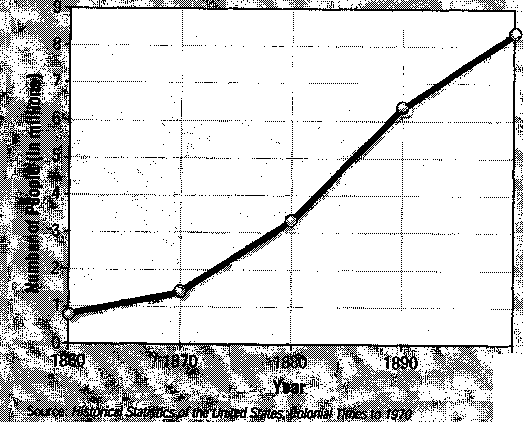 9
8
7
6
5
4
3
2
1
0
Number of People (in millions)
1860 1870 1880 1890
Year
Source: Historical Statistics of the United States, Colonial Times to 1970